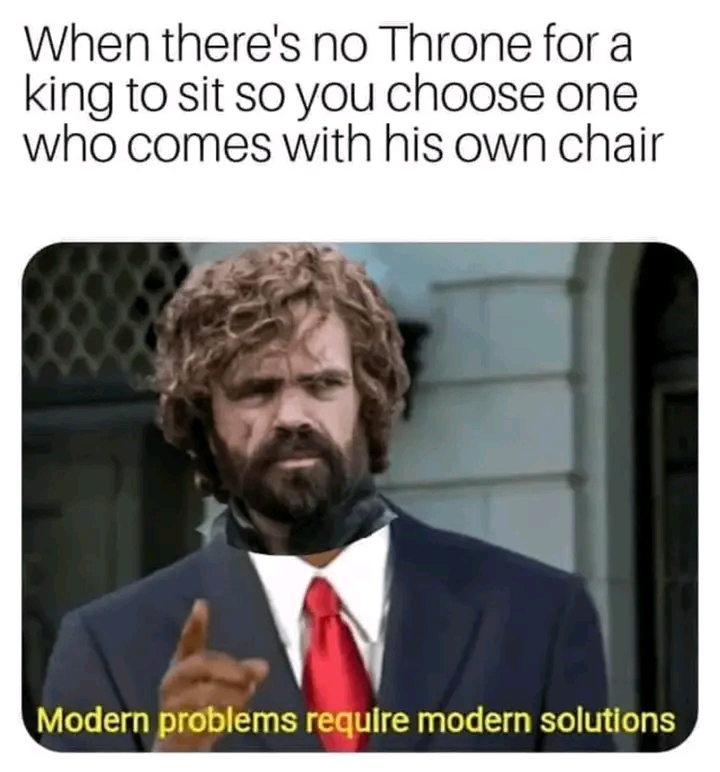 When there's no Throne for a
king to sit so you choose one
who comes with his own chair
Modern problems require modern solutions